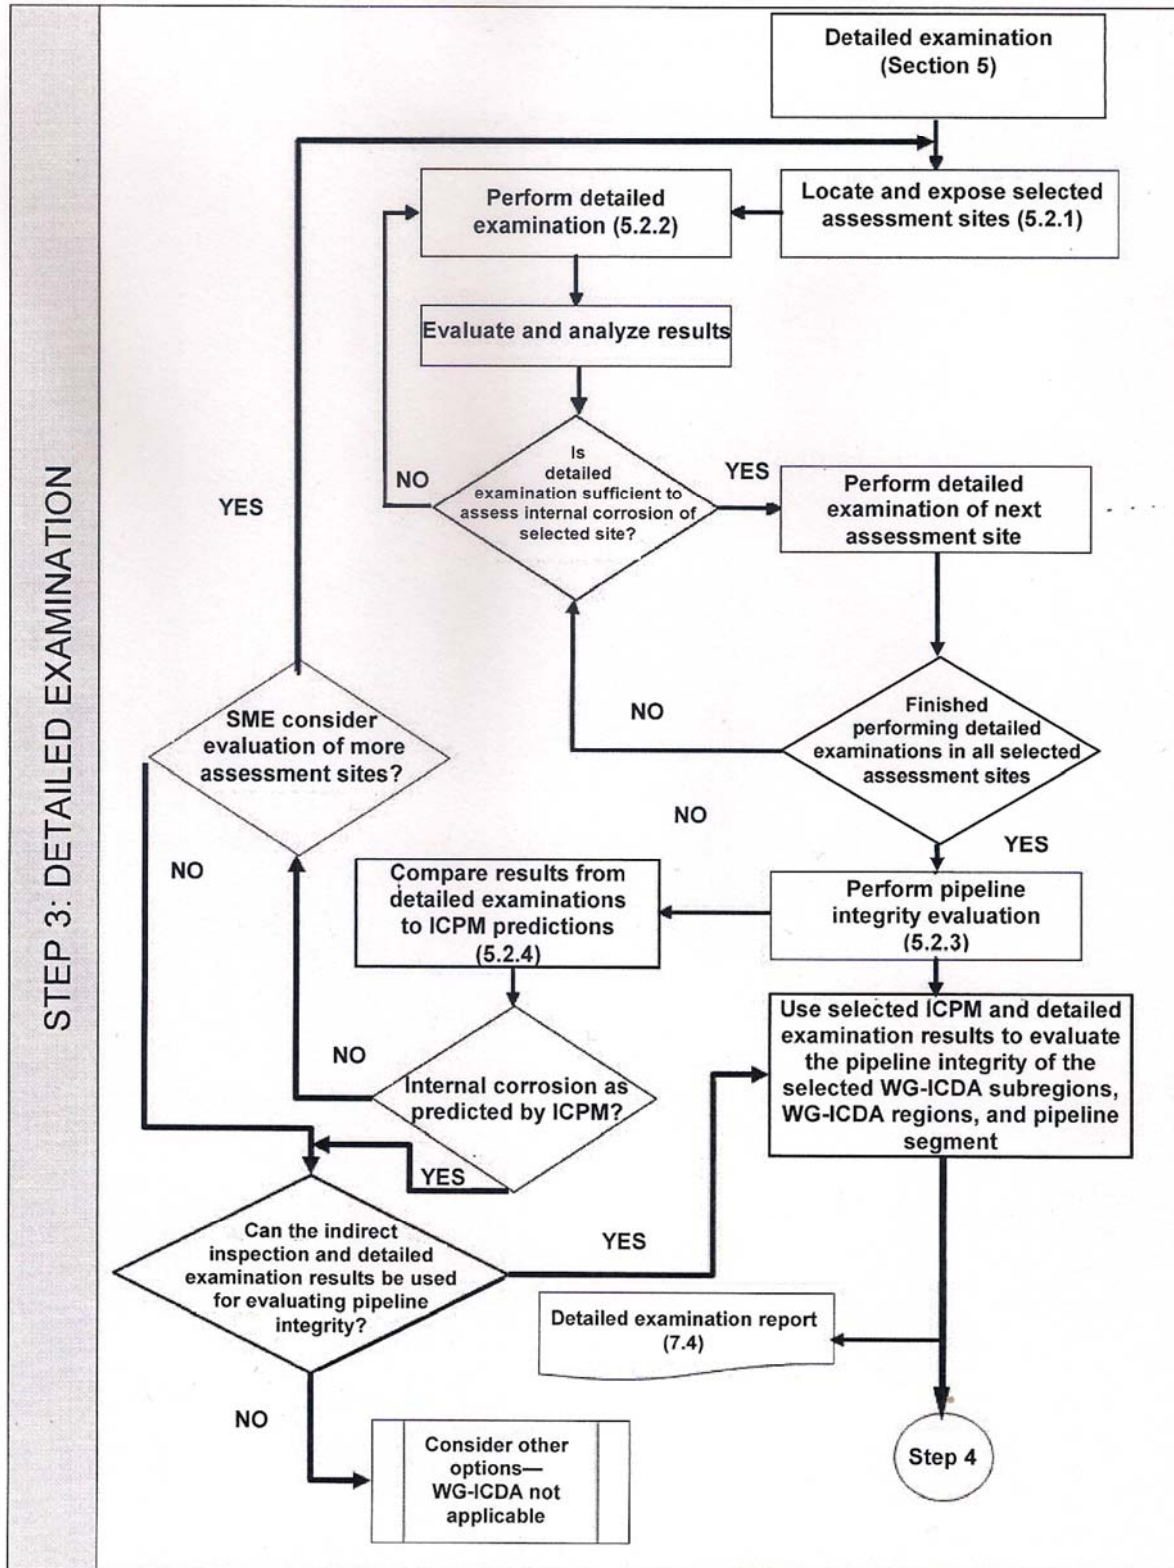 STEP 3: DETAILED EXAMINATION
Detailed examination
(Section 5)
Locate and expose selected
assessment sites (5.2.1)
Perform detailed
examination (5.2.2)
Evaluate and analyze results
Is
detailed
examination sufficient to
assess internal corrosion of
selected site?
NO
YES
Perform detailed
examination of next
assessment site
Finished
performing detailed
examinations in all selected
assessment sites
NO
YES
NO
Perform pipeline
integrity evaluation
(5.2.3)
Compare results from
detailed examinations
to ICPM predictions
(5.2.4)
Internal corrosion as
predicted by ICPM?
NO
YES
SME consider
evaluation of more
assessment sites?
YES
NO
Use selected ICPM and detailed
examination results to evaluate
the pipeline integrity of the
selected WG-ICDA subregions,
WG-ICDA regions, and pipeline
segment
Can the indirect
inspection and detailed
examination results be used
for evaluating pipeline
integrity?
YES
NO
Detailed examination report
(7.4)
Consider other
options—
WG-ICDA not
applicable
Step 4